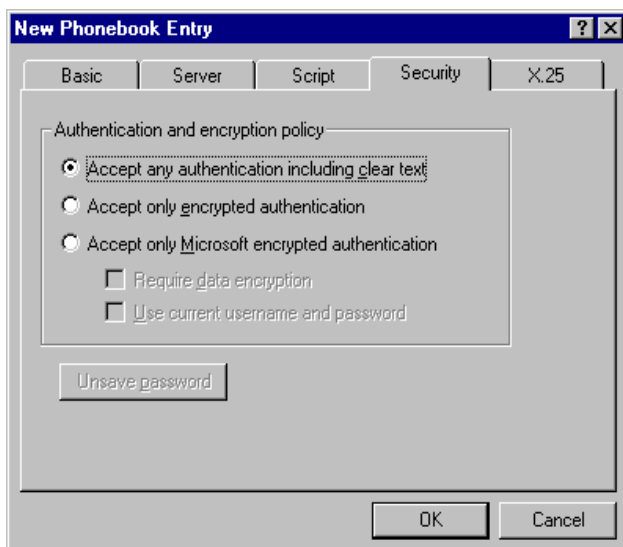 New Phonebook Entry
Basic Server Script Security X.25
Authentication and encryption policy
Accept any authentication including clear text
Accept only encrypted authentication
Accept only Microsoft encrypted authentication
Require data encryption
Use current username and password
Unsave password
OK Cancel